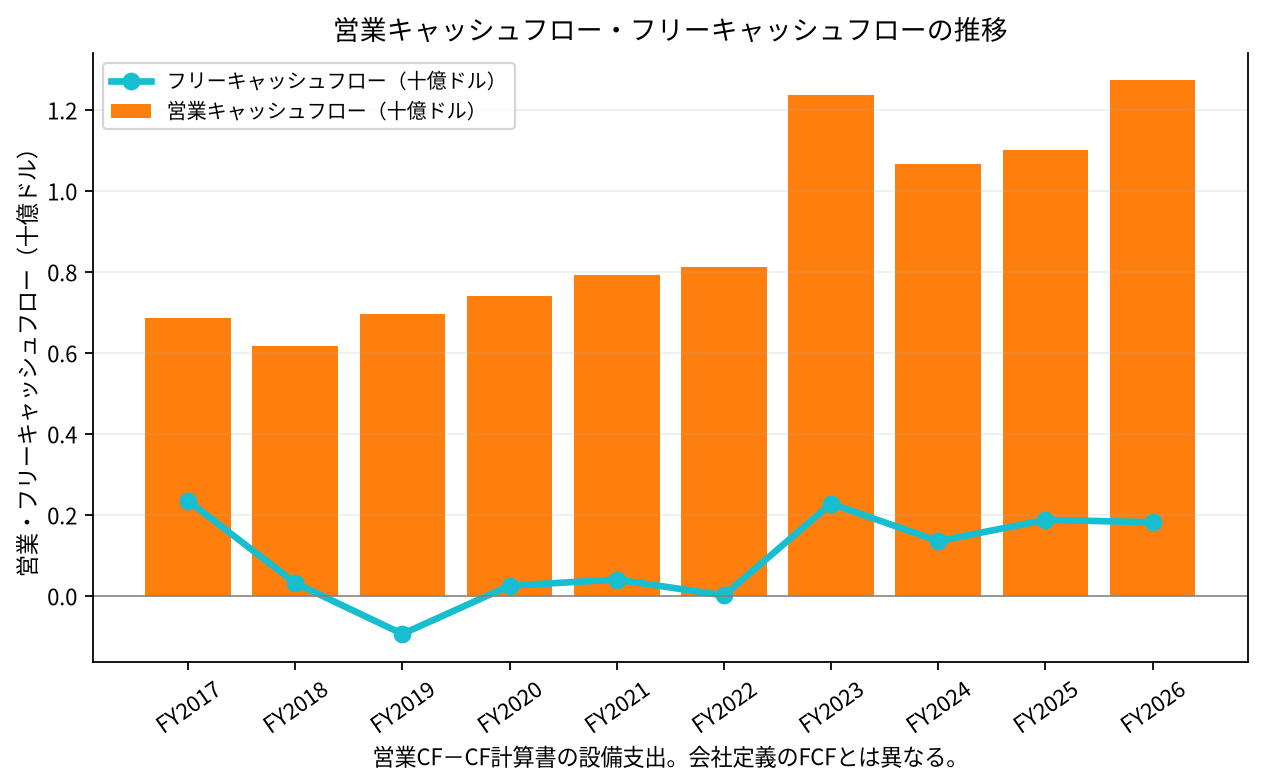 営業キャッシュフロー・フリーキャッシュフローの推移
フリーキャッシュフロー（十億ドル）
営業キャッシュフロー（十億ドル）
営業・フリーキャッシュフロー（十億ドル）
1.2
1.0
0.8
0.6
0.4
0.2
0.0
FY2017
FY2018
FY2019
FY2020
FY2021
FY2022
FY2023
FY2024
FY2025
FY2026
営業CF−CF計算書の設備支出。会社定義のFCFとは異なる。